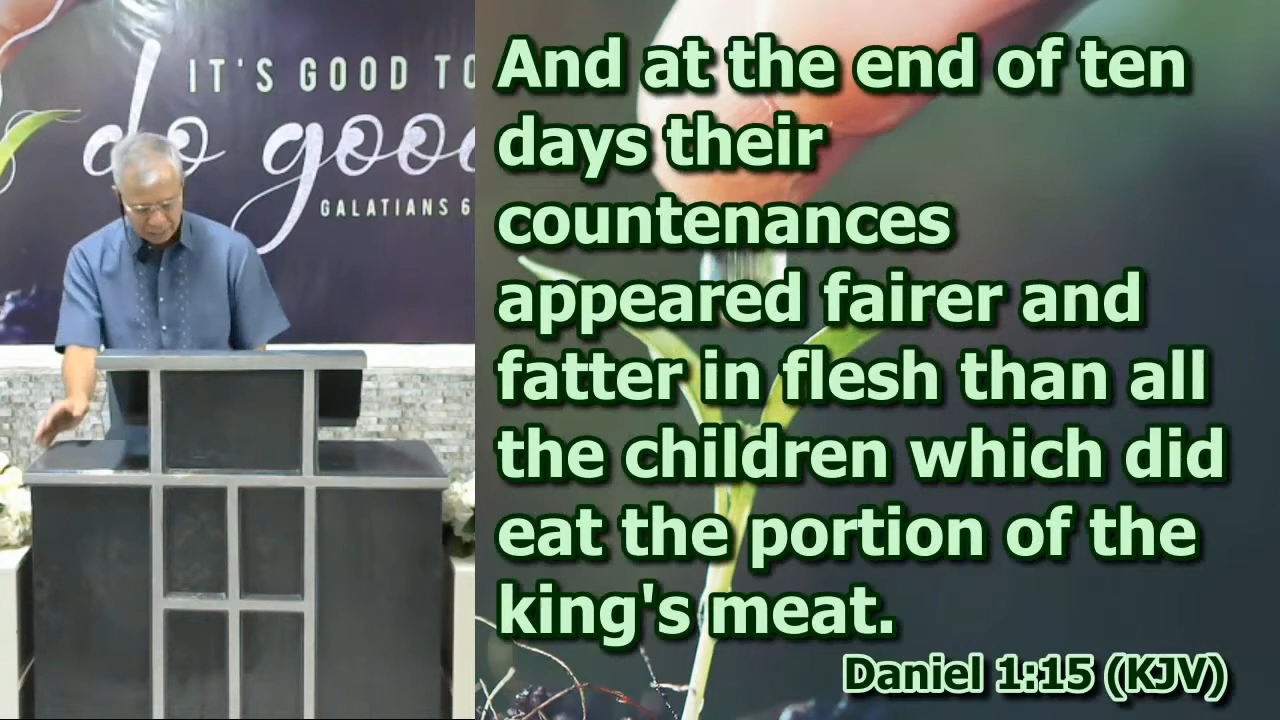 IT'S GOOD TO
do good
GALATIANS 6
And at the end of ten
days their
countenances
appeared fairer and
fatter in flesh than all
the children which did
eat the portion of the
king's meat.
Daniel 1:15 (KJV)